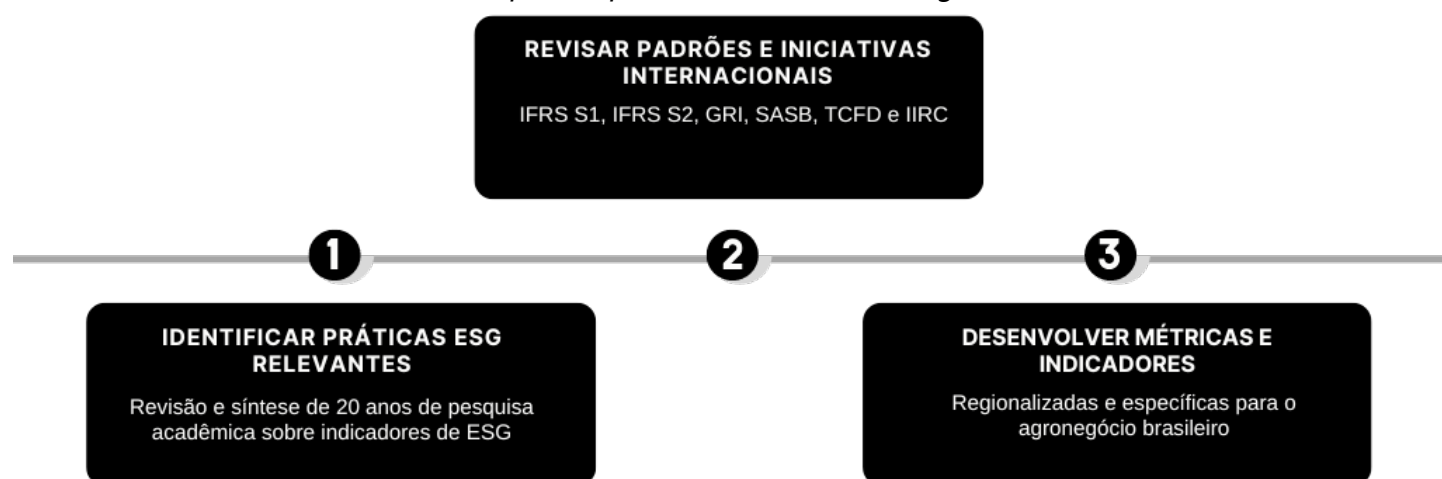 REVISAR PADRÕES E INICIATIVAS
INTERNACIONAIS
IFRS S1, IFRS S2, GRI, SASB, TCFD e IIRC
1
2
3
IDENTIFICAR PRÁTICAS ESG
RELEVANTES
Revisão e síntese de 20 anos de pesquisa
acadêmica sobre indicadores de ESG
DESENVOLVER MÉTRICAS E
INDICADORES
Regionalizadas e específicas para o
agronegócio brasileiro